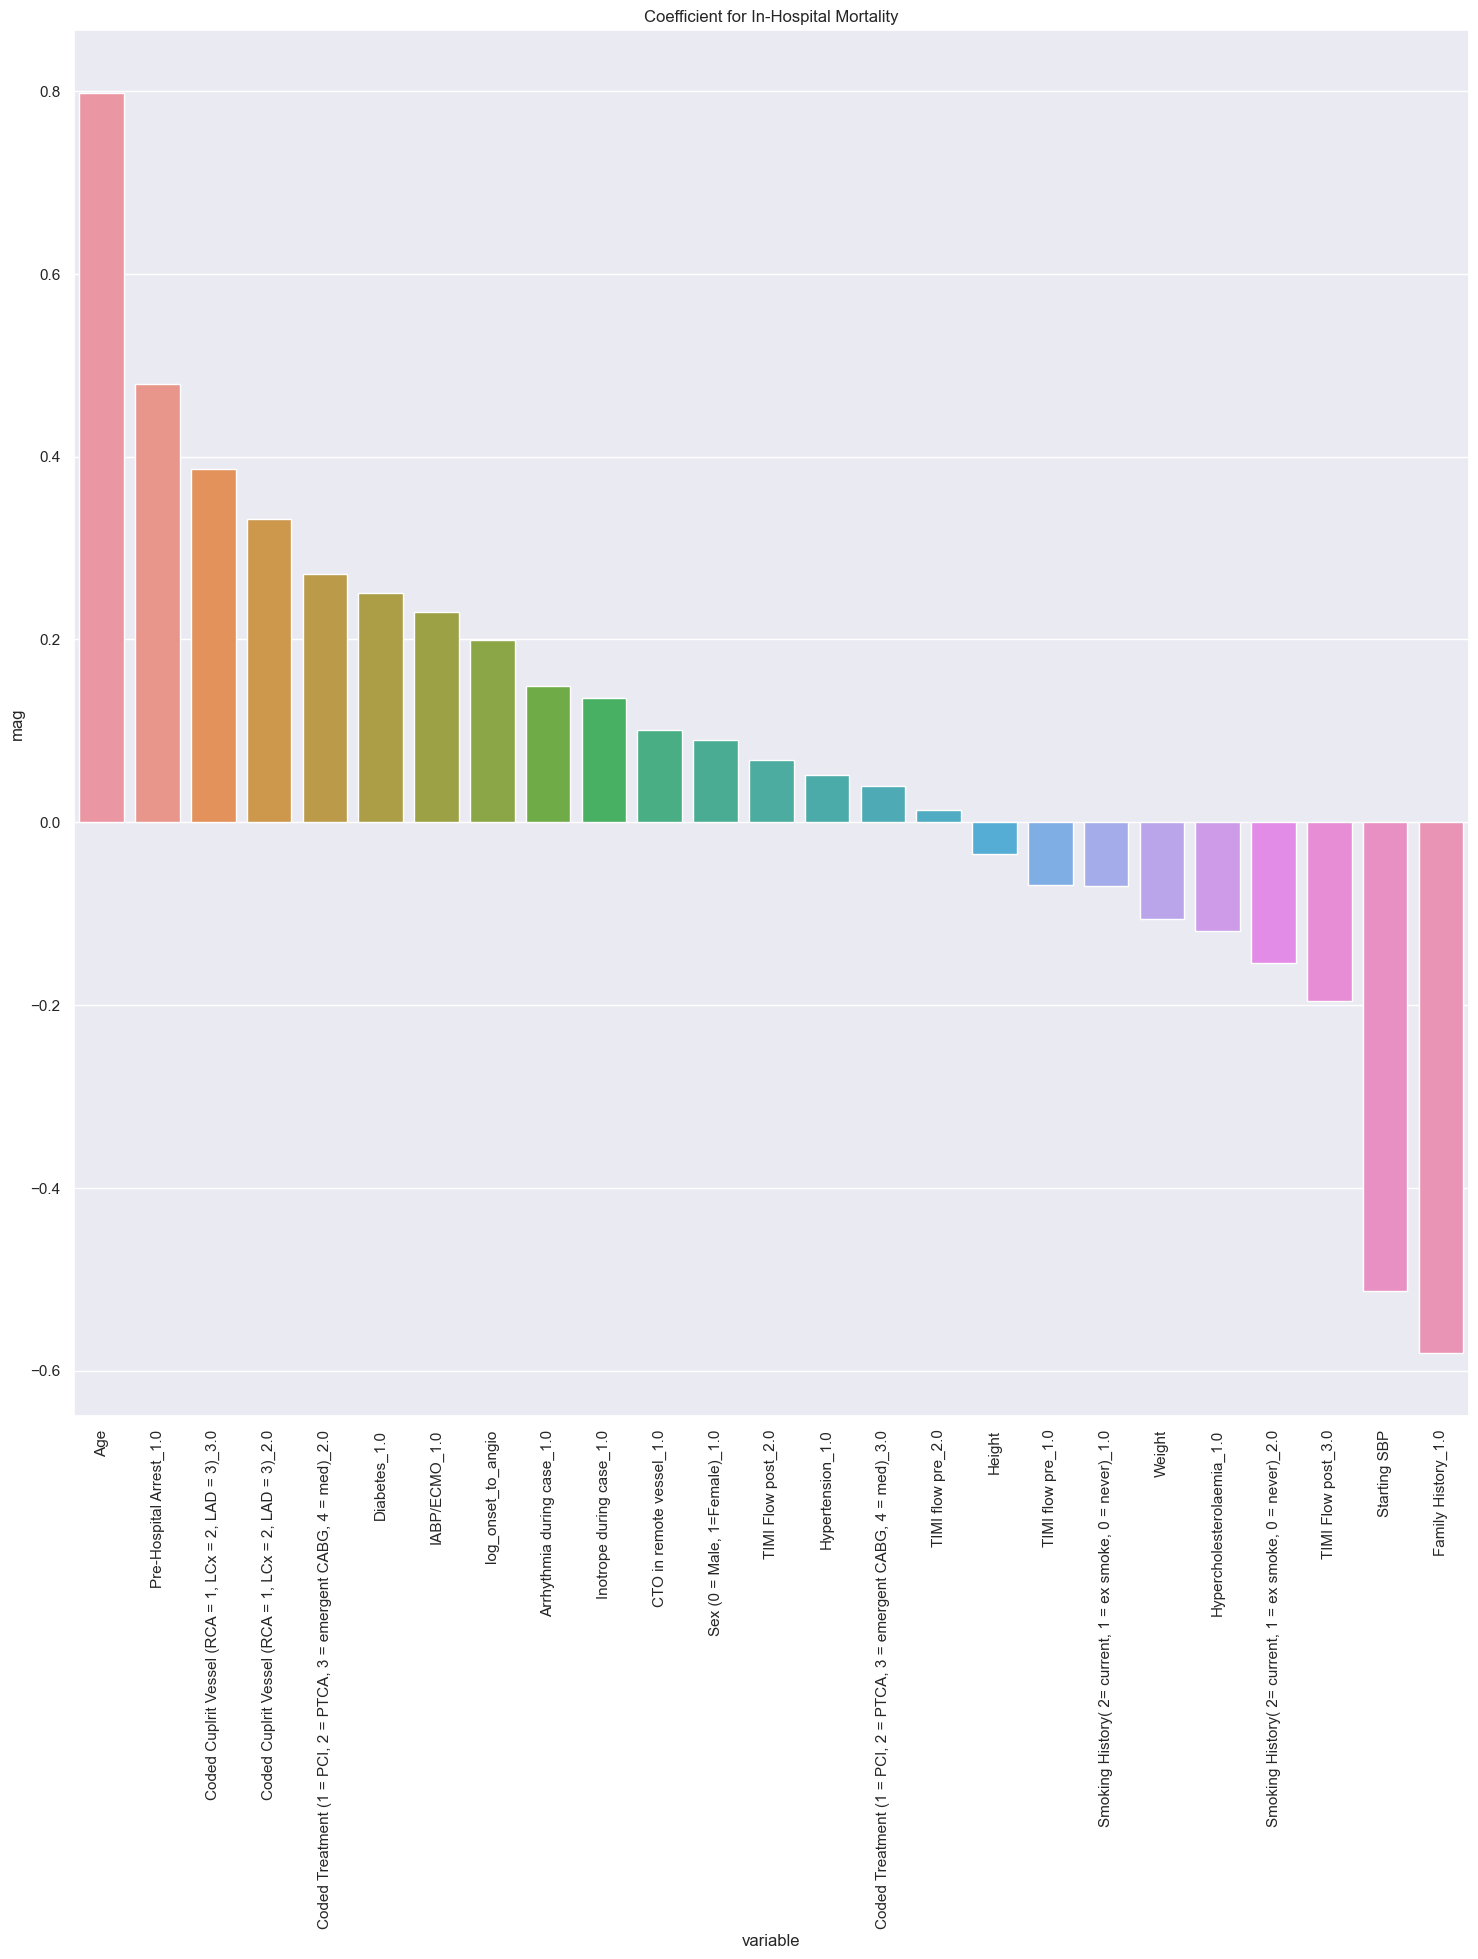 Coefficient for In-Hospital Mortality
0.8
0.6
0.4
0.2
0.0
−0.2
−0.4
−0.6
mag
Age
Pre-Hospital Arrest_1.0
Coded Cuplrit Vessel (RCA = 1, LCx = 2, LAD = 3)_3.0
Coded Cuplrit Vessel (RCA = 1, LCx = 2, LAD = 3)_2.0
Coded Treatment (1 = PCI, 2 = PTCA, 3 = emergent CABG, 4 = med)_2.0
Diabetes_1.0
IABP/ECMO_1.0
log_onset_to_angio
Arrhythmia during case_1.0
Inotrope during case_1.0
CTO in remote vessel_1.0
Sex (0 = Male, 1=Female)_1.0
TIMI Flow post_2.0
Hypertension_1.0
Coded Treatment (1 = PCI, 2 = PTCA, 3 = emergent CABG, 4 = med)_3.0
TIMI flow pre_2.0
Height
TIMI flow pre_1.0
Smoking History( 2= current, 1 = ex smoke, 0 = never)_1.0
Weight
Hypercholesterolaemia_1.0
Smoking History( 2= current, 1 = ex smoke, 0 = never)_2.0
TIMI Flow post_3.0
Starting SBP
Family History_1.0
variable